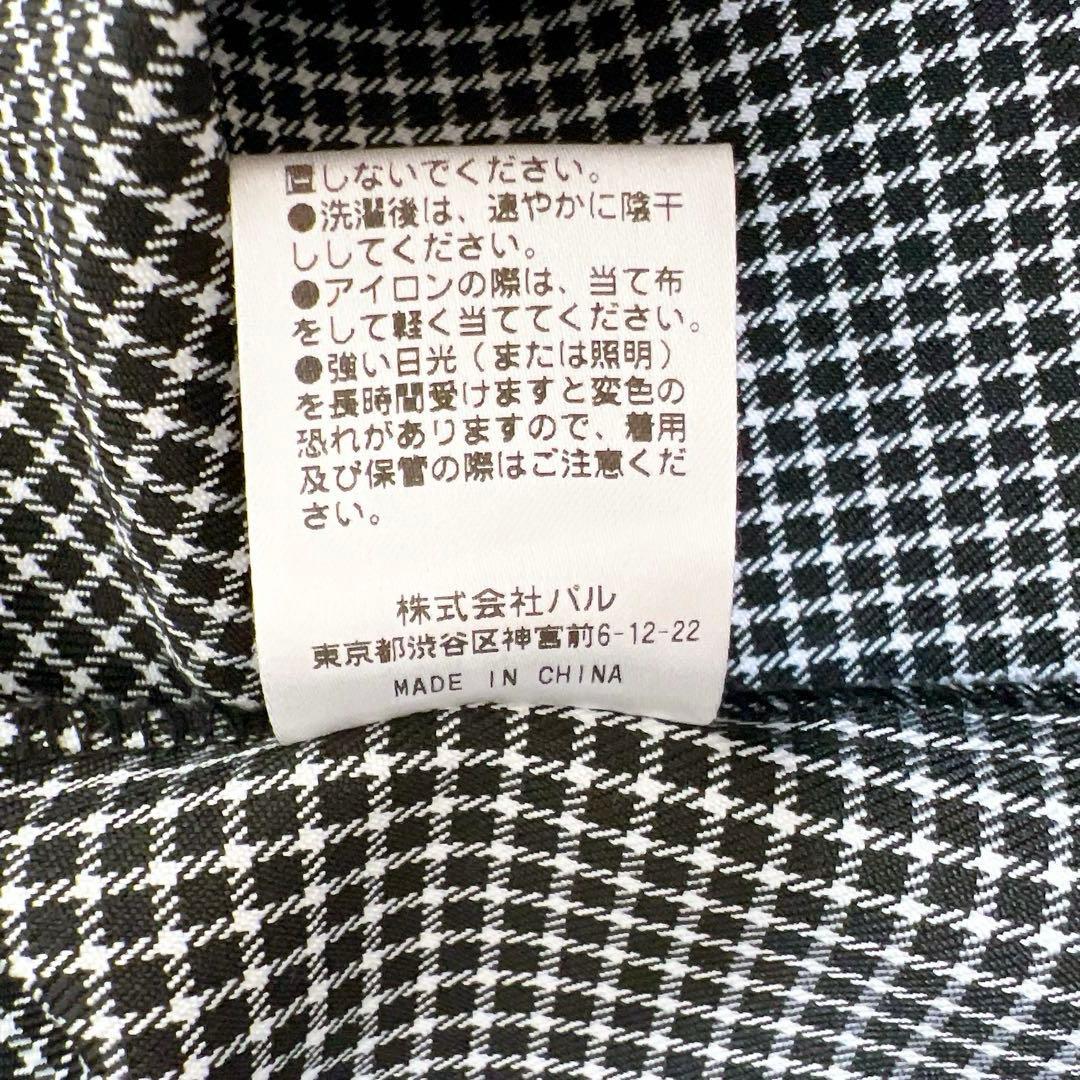 しないでください。
●洗濯後は、速やかに陰干
ししてください。
●アイロンの際は、当て布
をして軽く当ててください。
●強い日光(または照明)
を長時間受けますと変色の
恐れがありますので、着用
及び保管の際はご注意くだ
さい。
株式会社パル
東京都渋谷区神宮前6-12-22
MADE IN CHINA